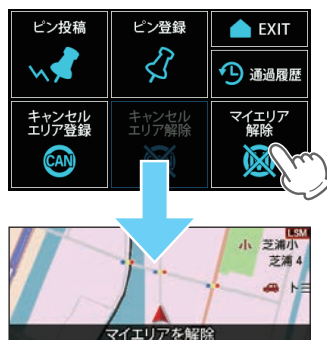 ピン投稿
ピン登録
EXIT
通過履歴
キャンセル
エリア登録
CAN
キャンセル
エリア解除
マイエリア
解除
LSM
小 芝浦小
芝浦 4
マイエリアを解除